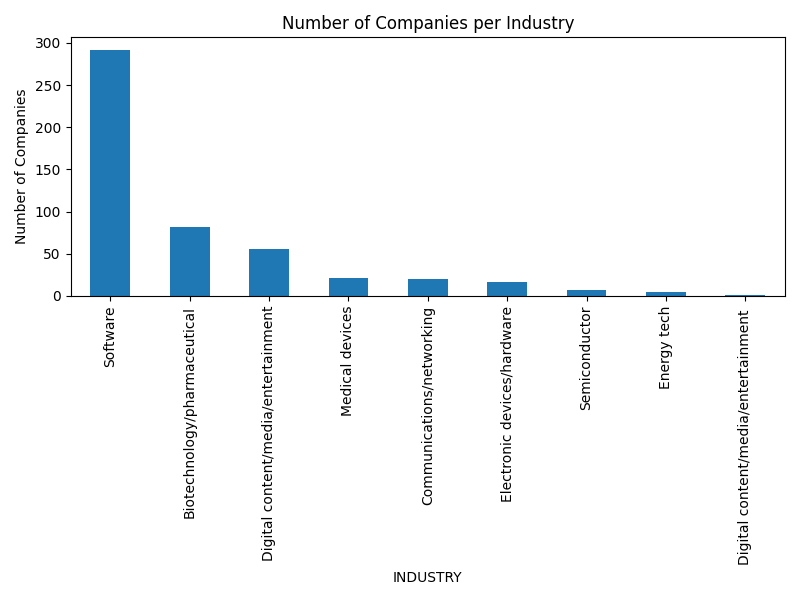 Number of Companies per Industry
Number of Companies
300
250
200
150
100
50
0
Software
Biotechnology/pharmaceutical
Digital content/media/entertainment
Medical devices
Communications/networking
Electronic devices/hardware
Semiconductor
Energy tech
Digital content/media/entertainment
INDUSTRY